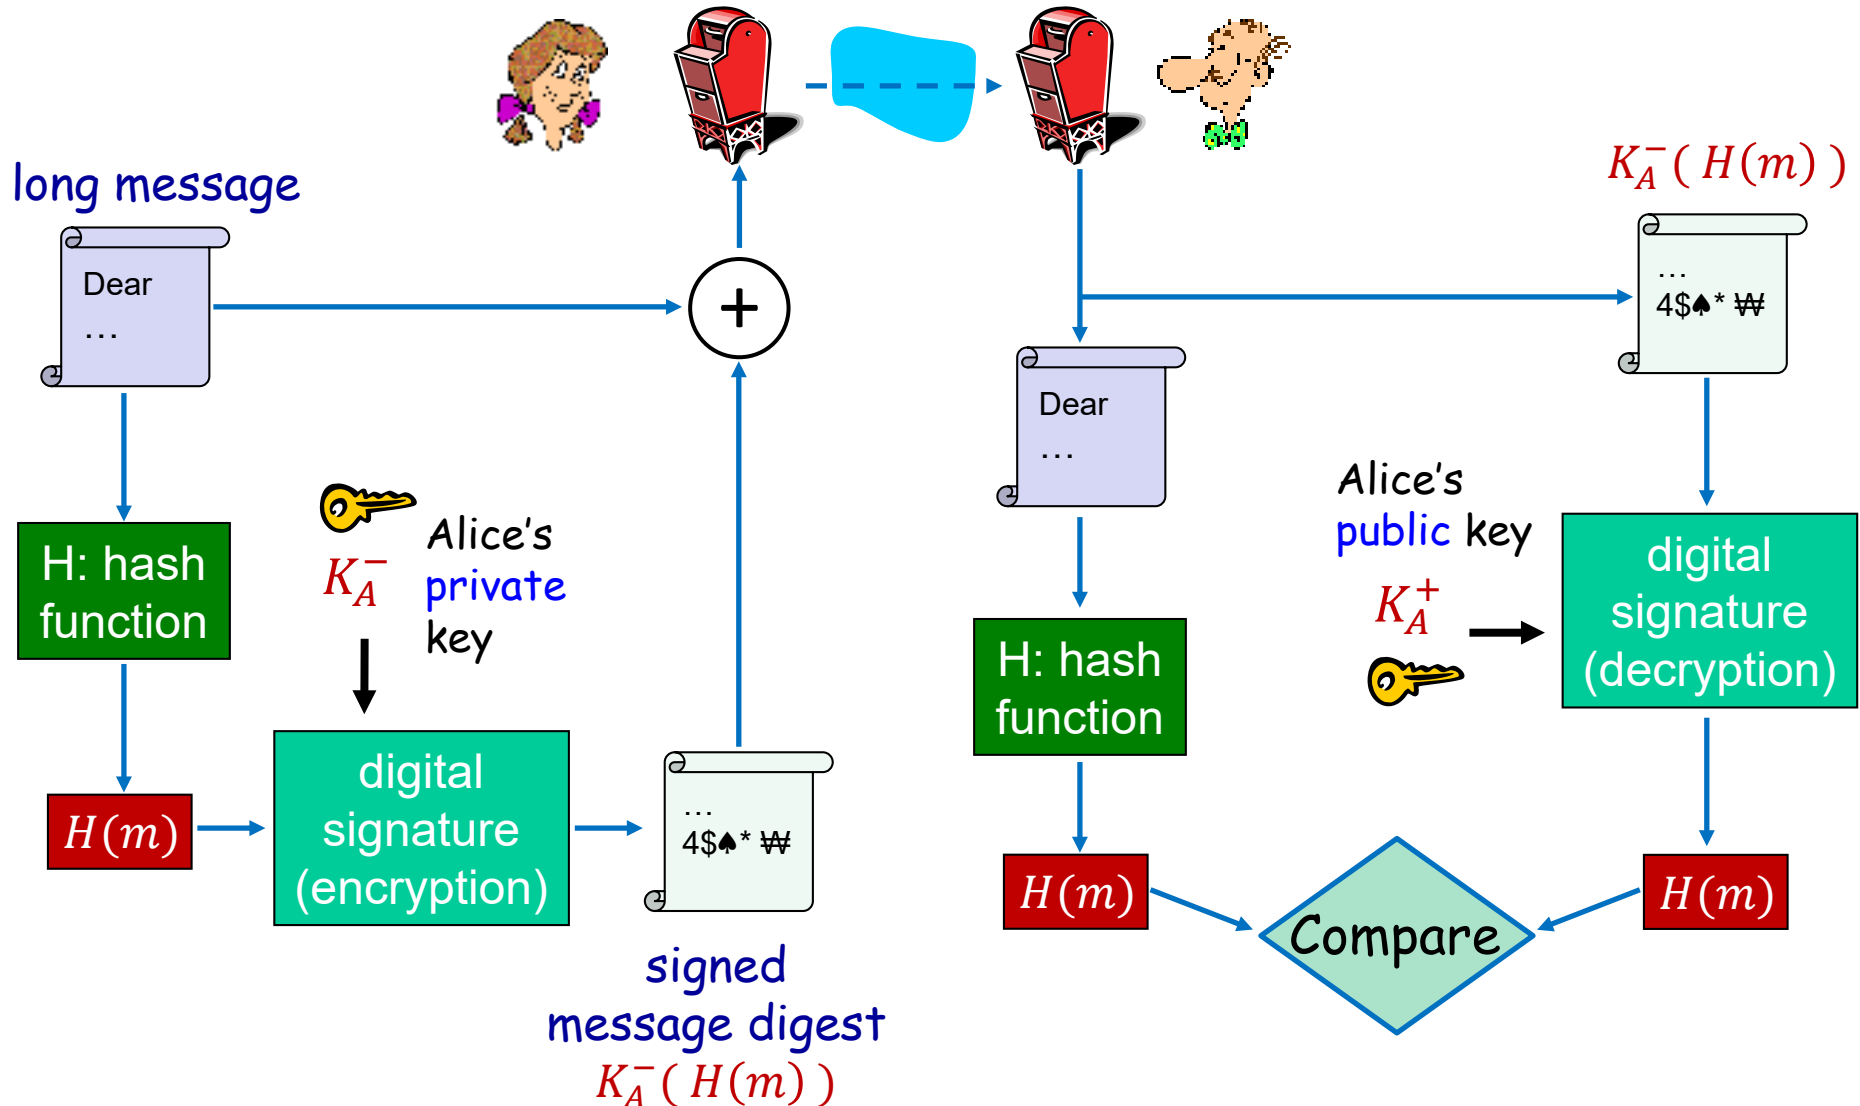 long message
Dear
…
H: hash
function
H(m)
K_A^-
Alice’s
private
key
digital
signature
(encryption)
…
4$♠* ₩
signed
message digest
K_A^-( H(m) )
+
Dear
…
H: hash
function
H(m)
K_A^-( H(m) )
…
4$♠* ₩
Alice’s
public key
K_A^+
digital
signature
(decryption)
H(m)
Compare